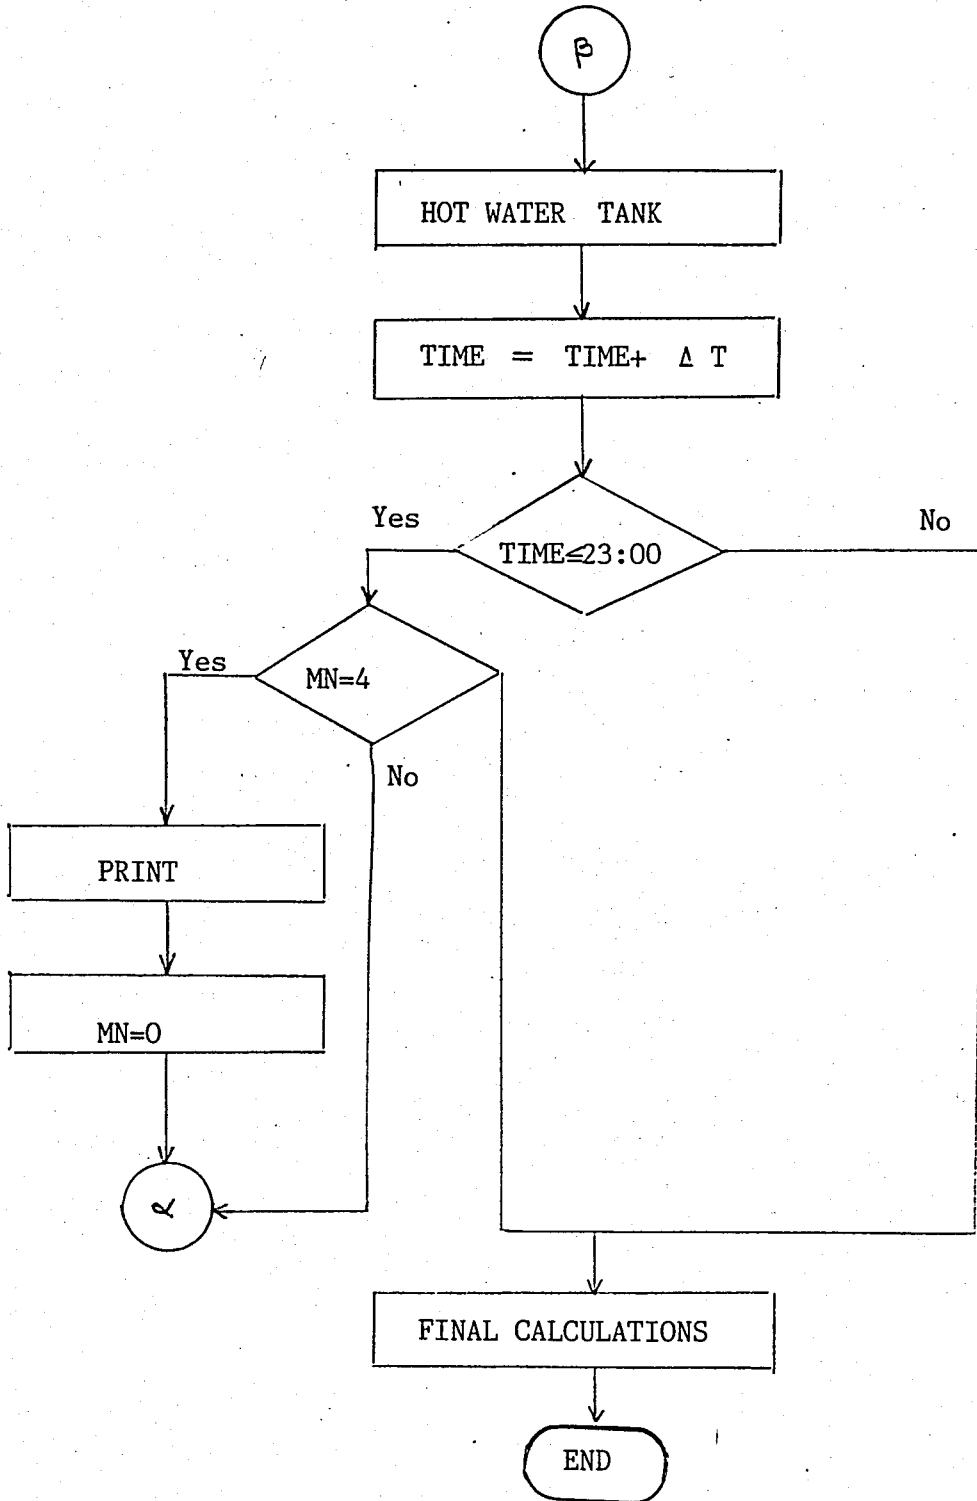 β
HOT WATER TANK
TIME = TIME+ Δ T
Yes
No
TIME≤23:00
Yes
MN=4
No
PRINT
MN=0
α
FINAL CALCULATIONS
END